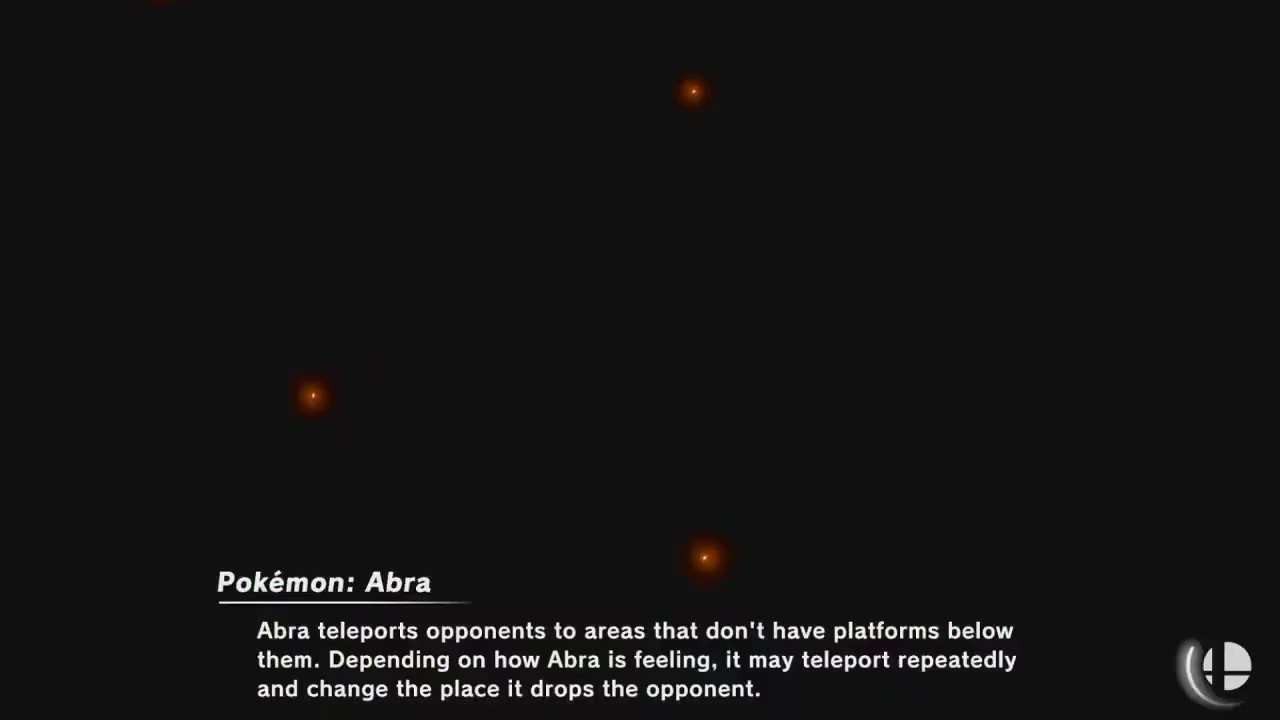 Pokémon: Abra
Abra teleports opponents to areas that don't have platforms below
them. Depending on how Abra is feeling, it may teleport repeatedly
and change the place it drops the opponent.